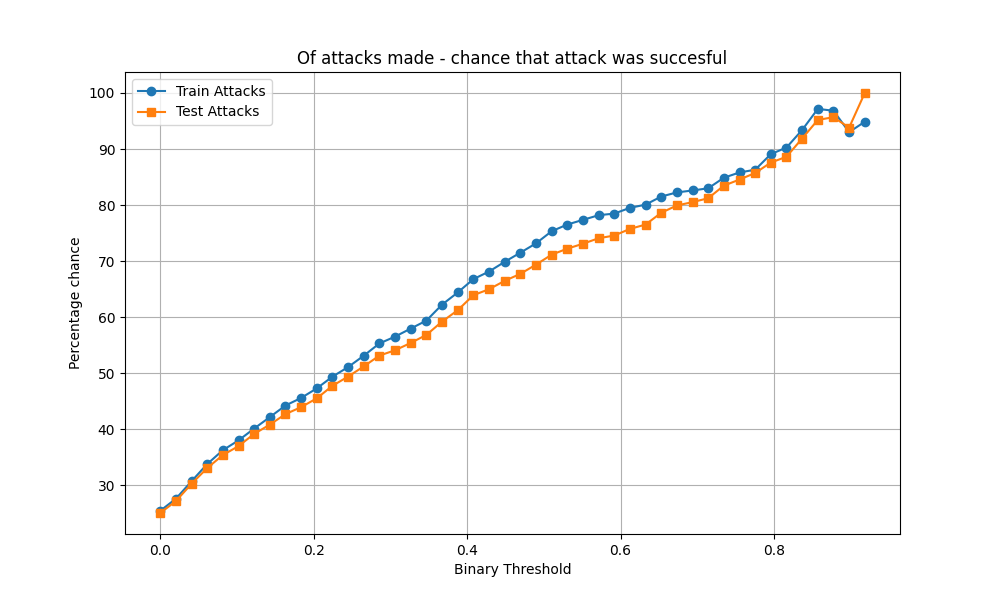 Of attacks made - chance that attack was succesful
Train Attacks
Test Attacks
Percentage chance
100
90
80
70
60
50
40
30
0.0 0.2 0.4 0.6 0.8
Binary Threshold